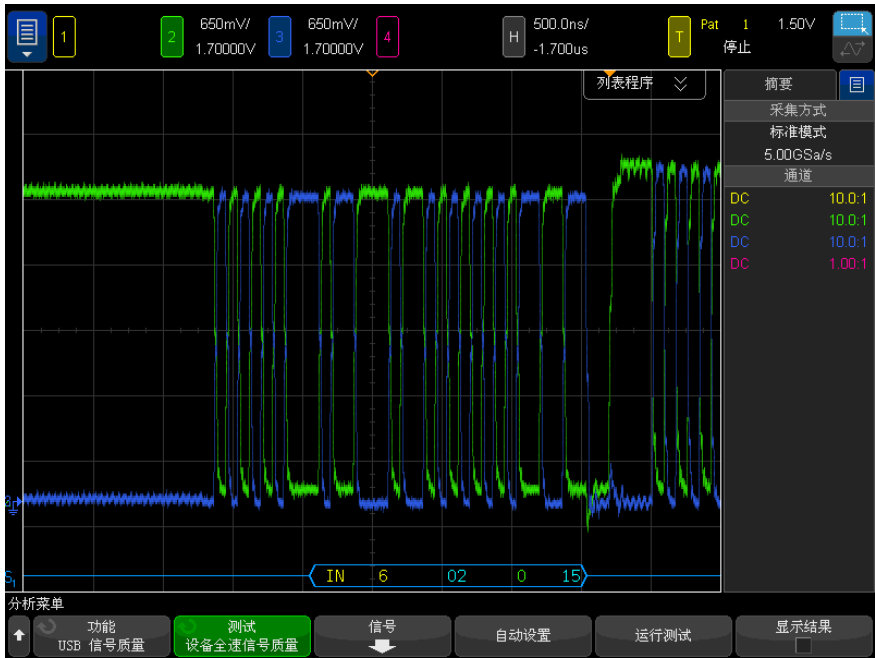 1
2
650mV/
1.70000V
3
650mV/
1.70000V
4
H
500.0ns/
-1.700us
T
Pat 1 1.50V
停止
列表程序
摘要
采集方式
标准模式
5.00GSa/s
通道
DC 10.0:1
DC 10.0:1
DC 10.0:1
DC 1.00:1
S1
IN 6 02 0 15
分析菜单
功能
USB 信号质量
测试
设备全速信号质量
信号
自动设置
运行测试
显示结果